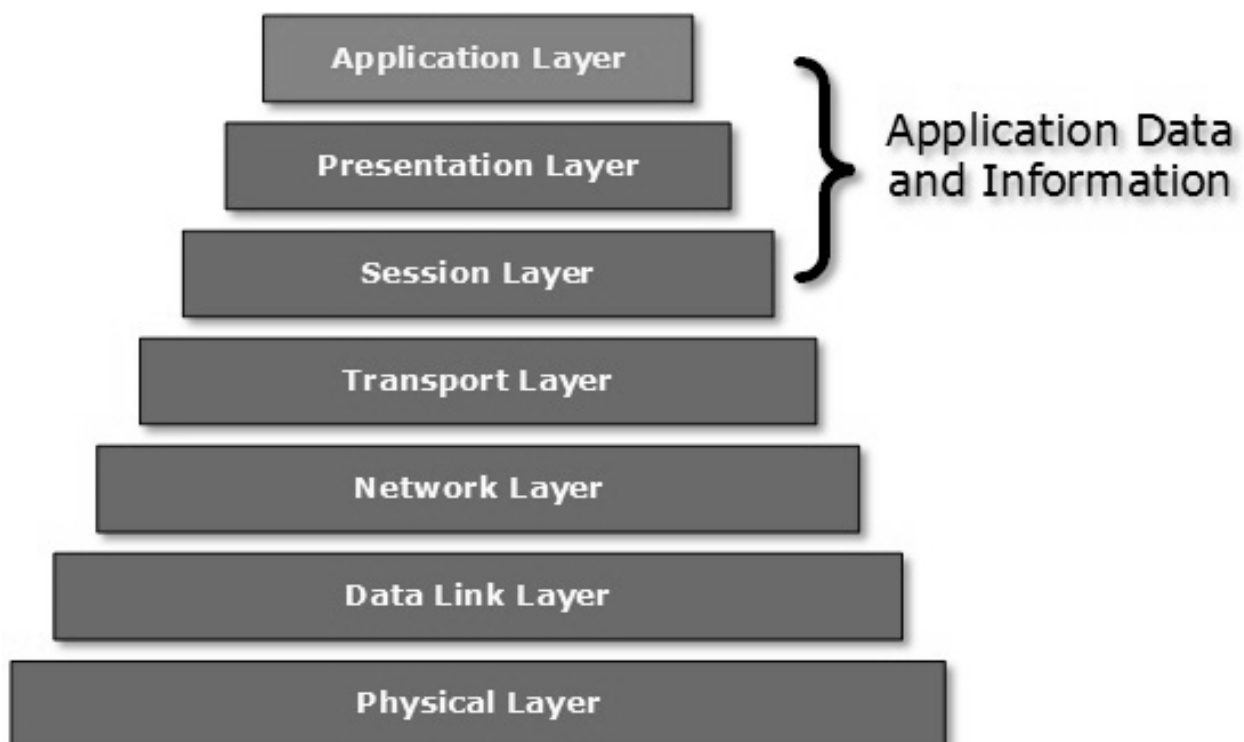 Application Layer
Presentation Layer
Session Layer
Transport Layer
Network Layer
Data Link Layer
Physical Layer
Application Data
and Information